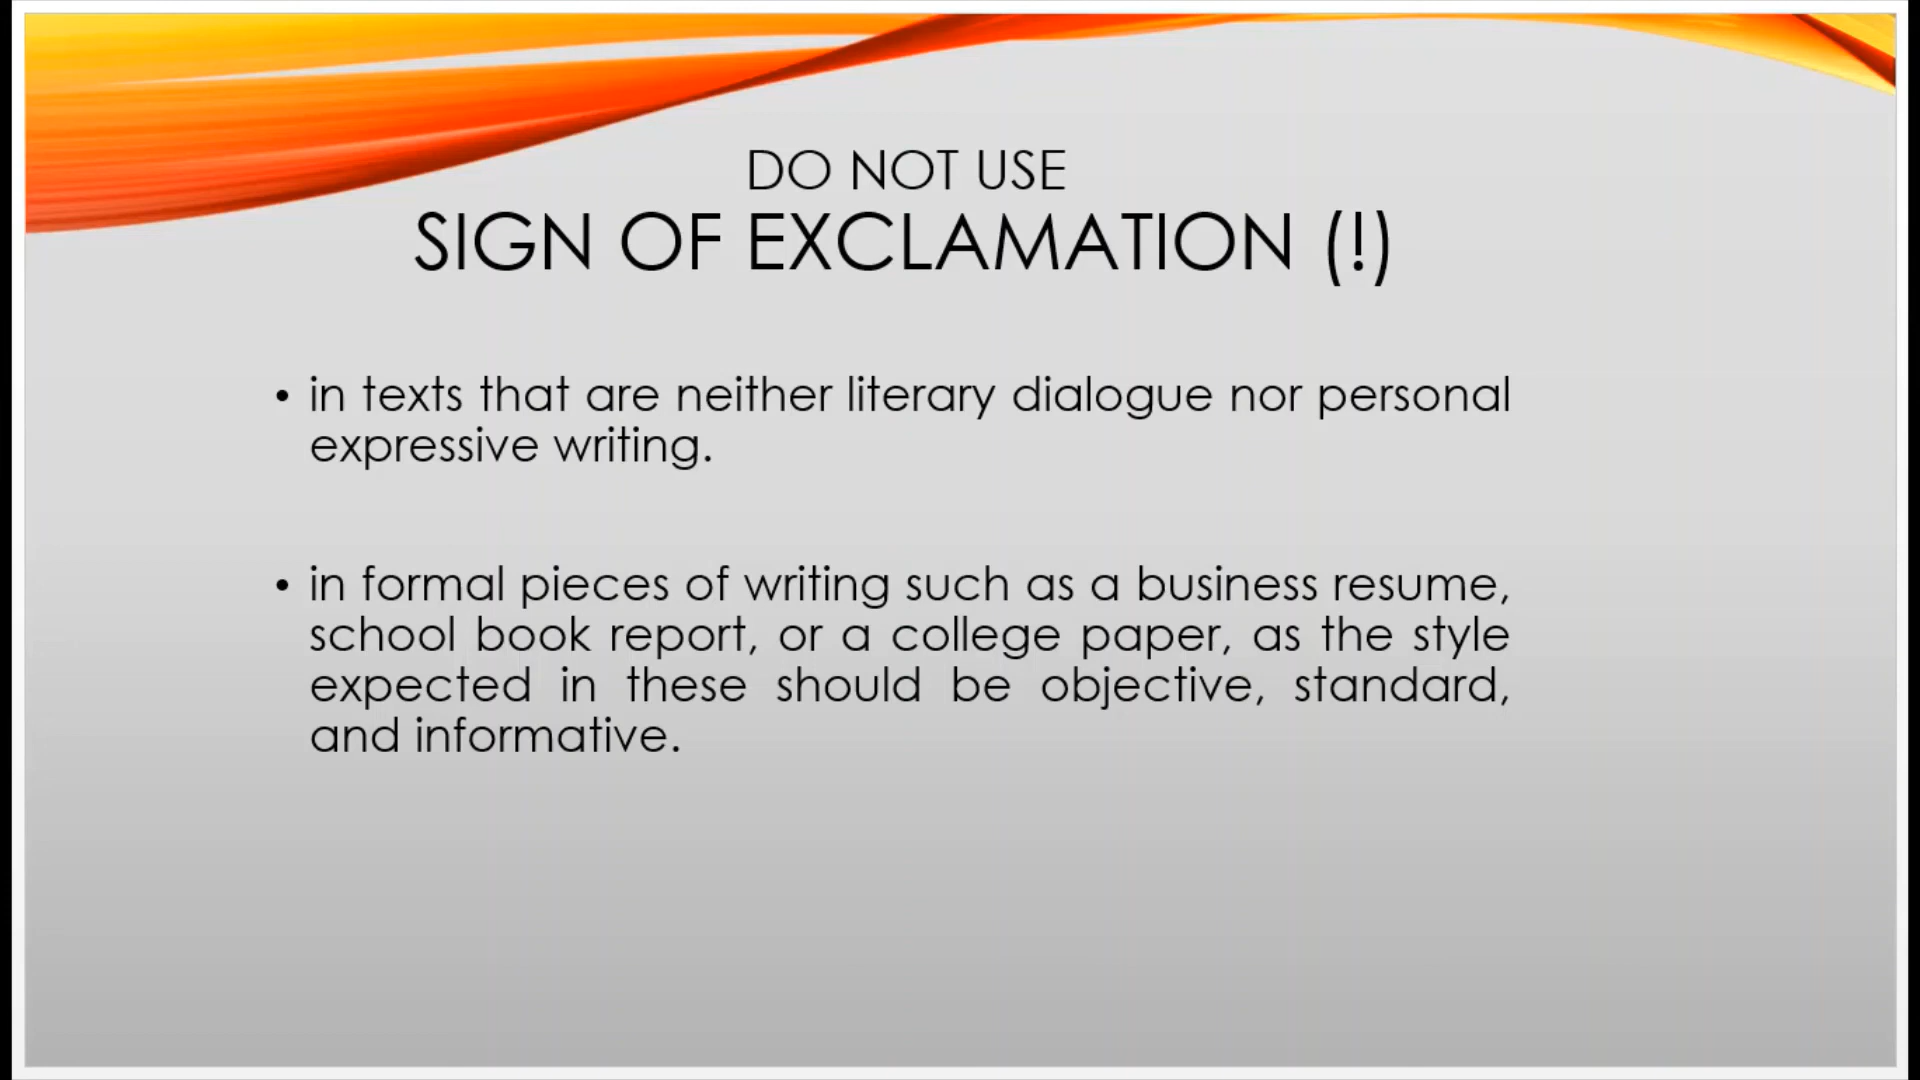 DO NOT USE
SIGN OF EXCLAMATION (!)
• in texts that are neither literary dialogue nor personal
expressive writing.
• in formal pieces of writing such as a business resume,
school book report, or a college paper, as the style
expected in these should be objective, standard,
and informative.